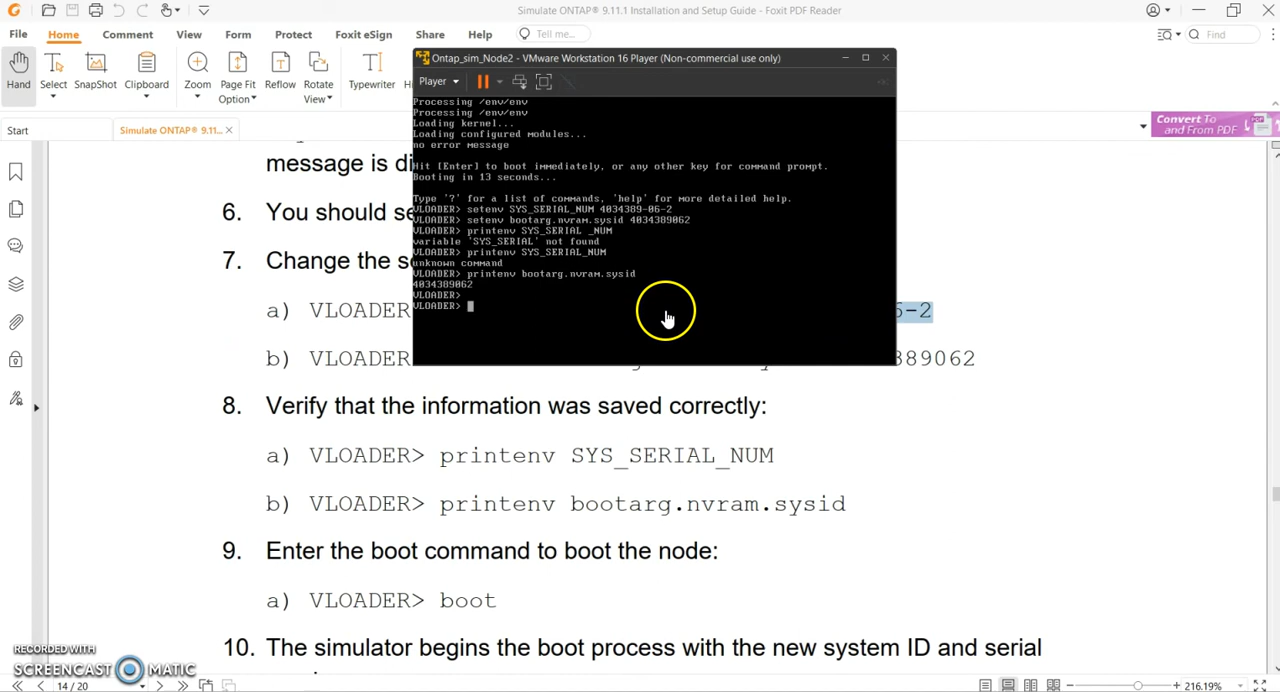 Simulate ONTAP® 9.11.1 Installation and Setup Guide - Foxit PDF Reader
File Home Comment View Form Protect Foxit eSign Share Help Tell me... Find
Hand Select SnapShot Clipboard Zoom Page Fit Option Reflow Rotate View Typewriter
Start Simulate ONTAP® 9.11... Convert To and From PDF
Ontap_sim_Node2 - VMware Workstation 16 Player (Non-commercial use only)
Player
Processing /env/env
Processing /env/env
Loading kernel...
Loading configured modules...
no error message
Hit [Enter] to boot immediately, or any other key for command prompt.
Booting in 13 seconds...
Type '?' for a list of commands, 'help' for more detailed help.
VLOADER> setenv SYS_SERIAL_NUM 4034389-06-2
VLOADER> setenv bootarg.nvram.sysid 4034389062
VLOADER> printenv SYS_SERIAL _NUM
variable 'SYS_SERIAL' not found
VLOADER> printenv SYS_SERIAL_NUM
unknown command
VLOADER> printenv bootarg.nvram.sysid
4034389062
VLOADER>
VLOADER>
message is di
6. You should se
7. Change the s
a) VLOADER 6-2
b) VLOADER 389062
8. Verify that the information was saved correctly:
a) VLOADER> printenv SYS_SERIAL_NUM
b) VLOADER> printenv bootarg.nvram.sysid
9. Enter the boot command to boot the node:
a) VLOADER> boot
10. The simulator begins the boot process with the new system ID and serial
RECORDED WITH
SCREENCAST MATIC
14 / 20 216.19%